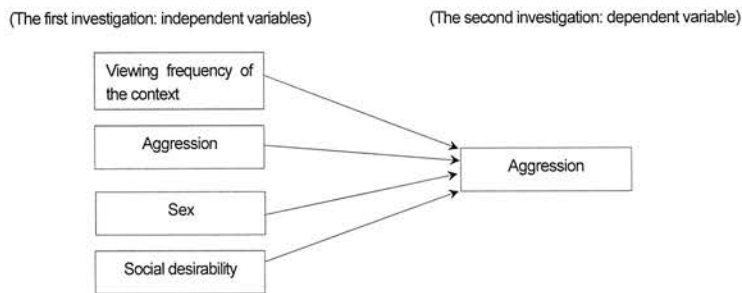 (The first investigation: independent variables)
(The second investigation: dependent variable)
Viewing frequency of
the context
Aggression
Aggression
Sex
Social desirability